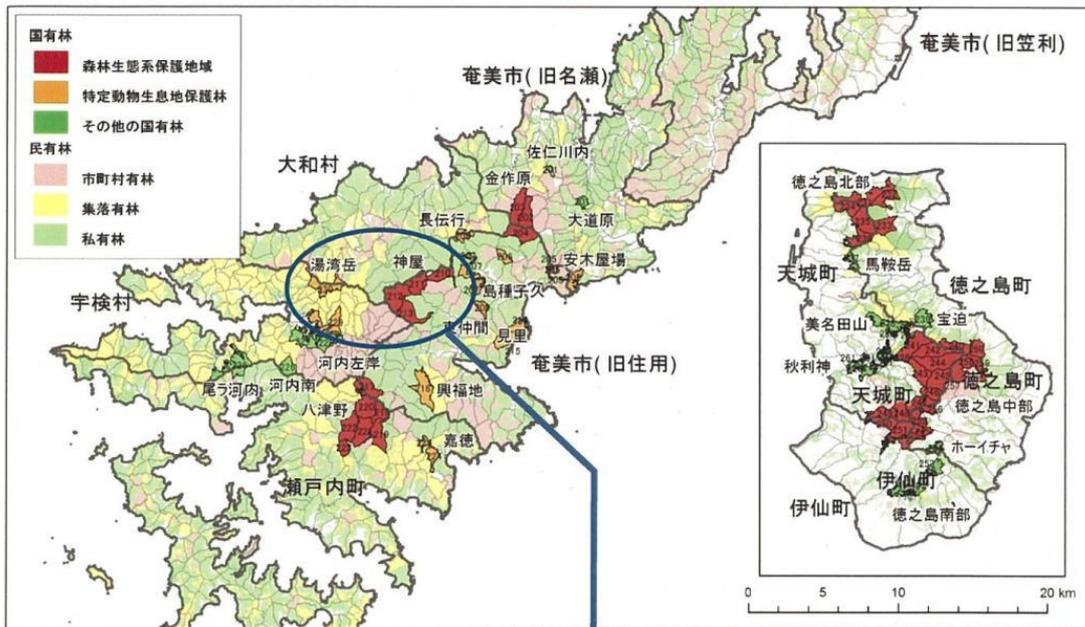 国有林
森林生態系保護地域
特定動物生息地保護林
その他の国有林
民有林
市町村有林
集落有林
私有林
奄美市(旧笠利)
奄美市(旧名瀬)
大和村
佐仁川内
金作原
大道原
長伝行
安木屋場
湯湾岳
神屋
島種子久
宇検村
東仲間
見里
奄美市(旧住用)
河内左岸
尾ラ河内
河内南
八津野
興福地
嘉徳
瀬戸内町
徳之島北部
天城町
馬鞍岳
徳之島町
美名田山
宝迫
秋利神
天城町
徳之島町
徳之島中部
ホーイチャ
伊仙町
伊仙町
徳之島南部
0 5 10 20 km